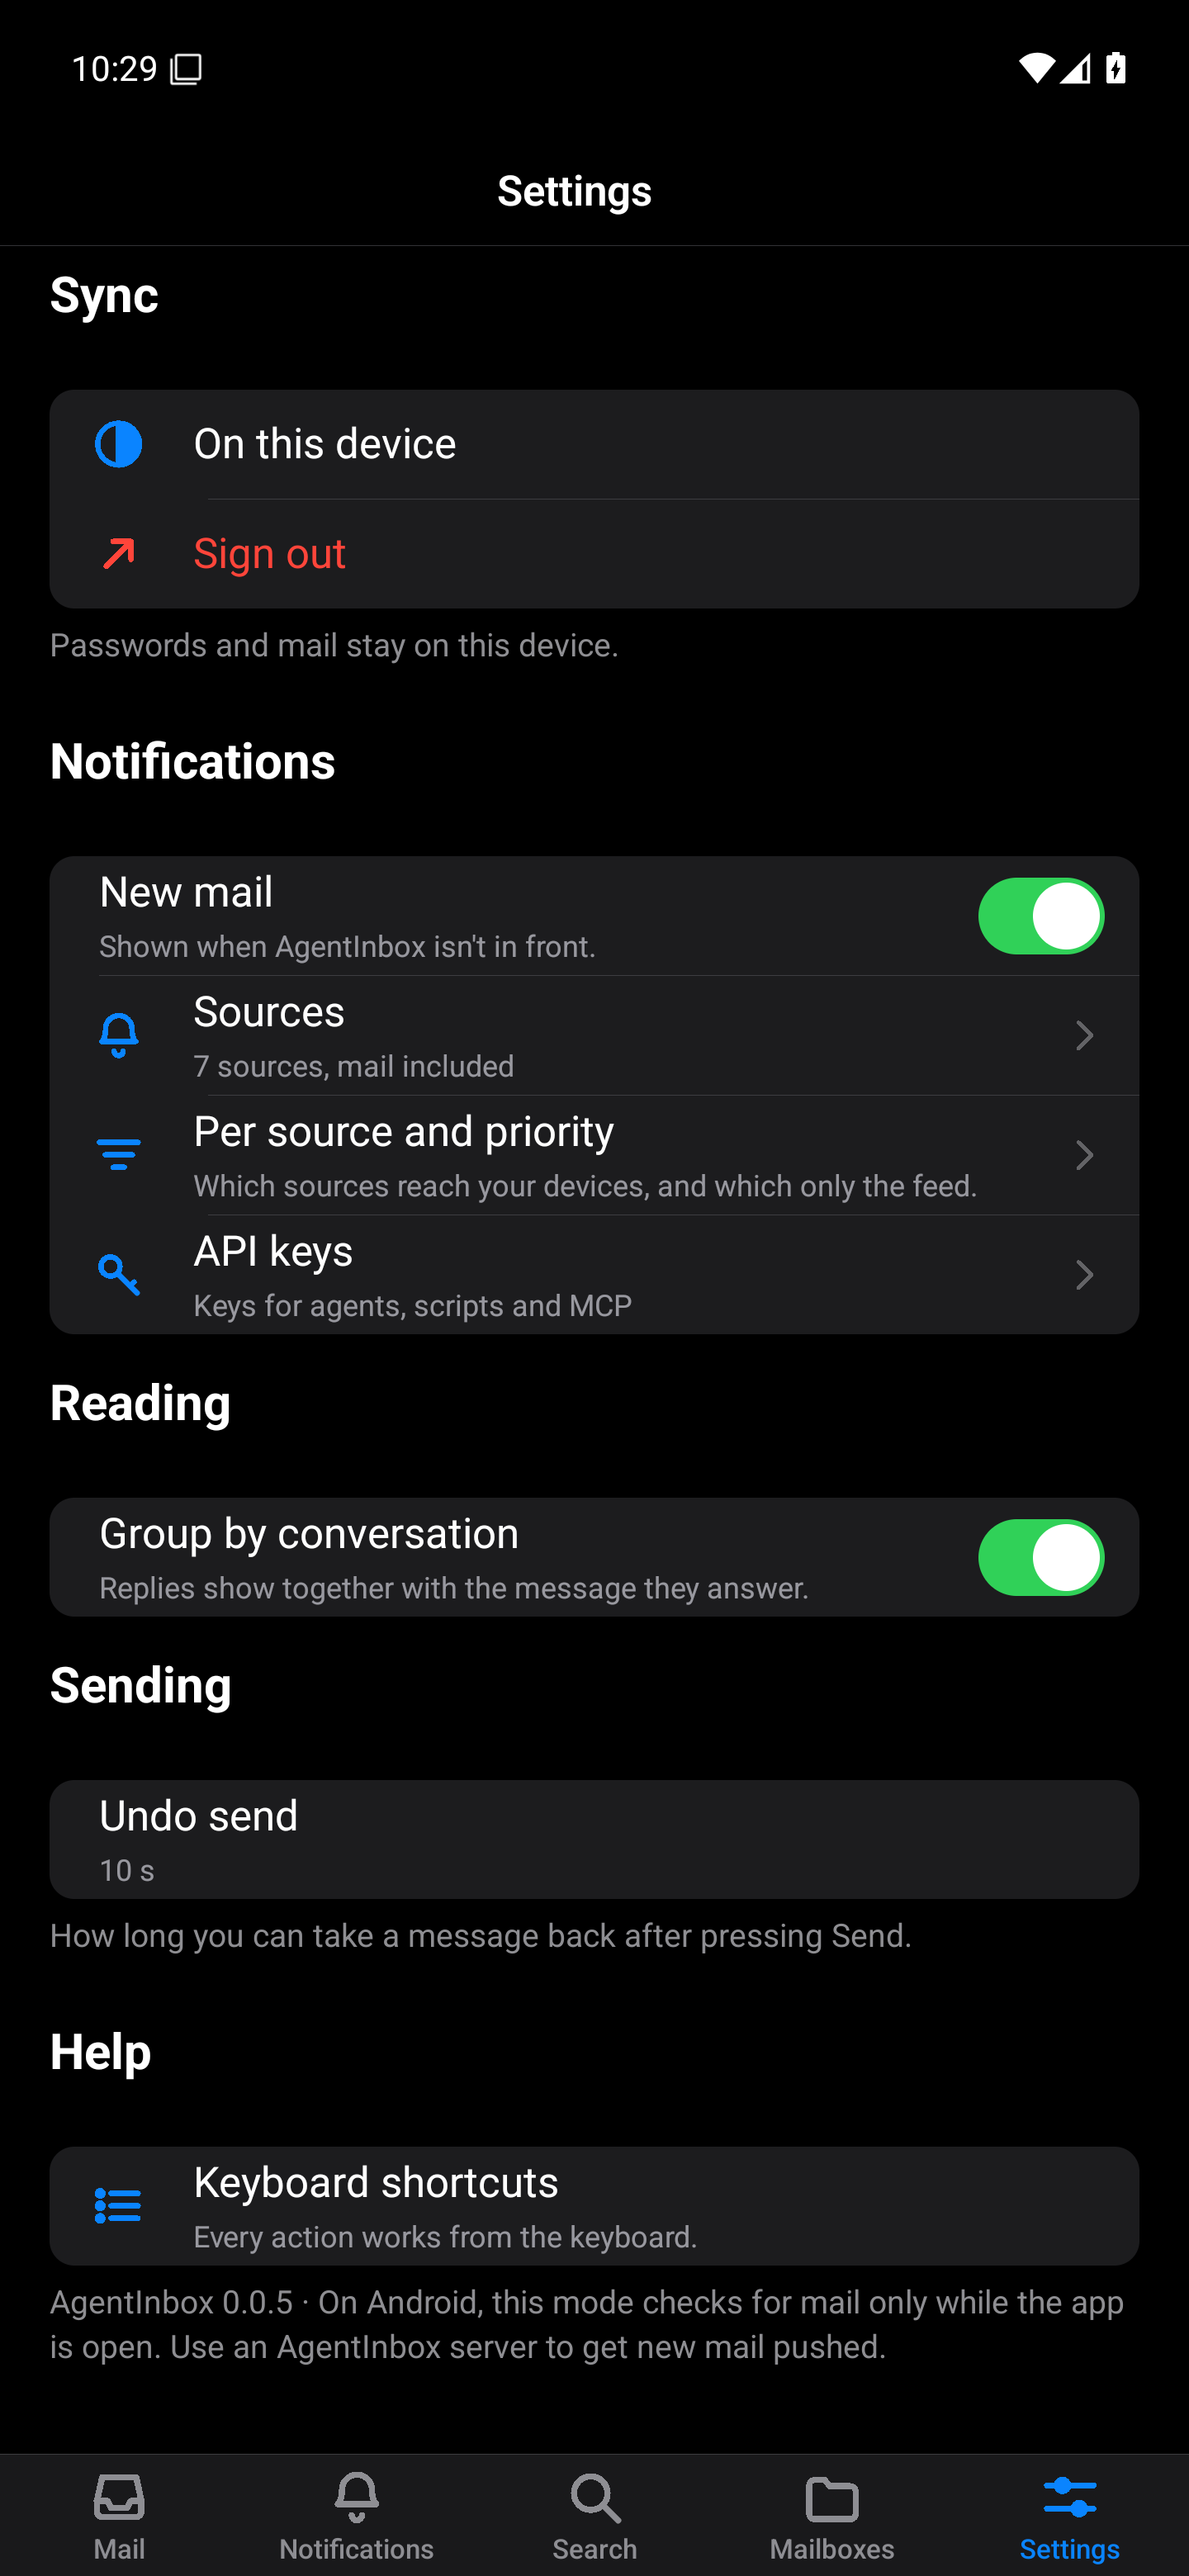 10:29
Settings
Sync
On this device
Sign out
Passwords and mail stay on this device.
Notifications
New mail
Shown when AgentInbox isn't in front.
Sources
7 sources, mail included
Per source and priority
Which sources reach your devices, and which only the feed.
API keys
Keys for agents, scripts and MCP
Reading
Group by conversation
Replies show together with the message they answer.
Sending
Undo send
10 s
How long you can take a message back after pressing Send.
Help
Keyboard shortcuts
Every action works from the keyboard.
AgentInbox 0.0.5 · On Android, this mode checks for mail only while the app
is open. Use an AgentInbox server to get new mail pushed.
Mail
Notifications
Search
Mailboxes
Settings